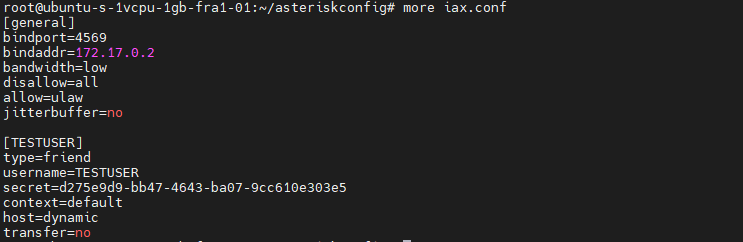 root@ubuntu-s-1vcpu-1gb-fra1-01:~/asteriskconfig# more iax.conf
[general]
bindport=4569
bindaddr=172.17.0.2
bandwidth=low
disallow=all
allow=ulaw
jitterbuffer=no
[TESTUSER]
type=friend
username=TESTUSER
secret=d275e9d9-bb47-4643-ba07-9cc610e303e5
context=default
host=dynamic
transfer=no